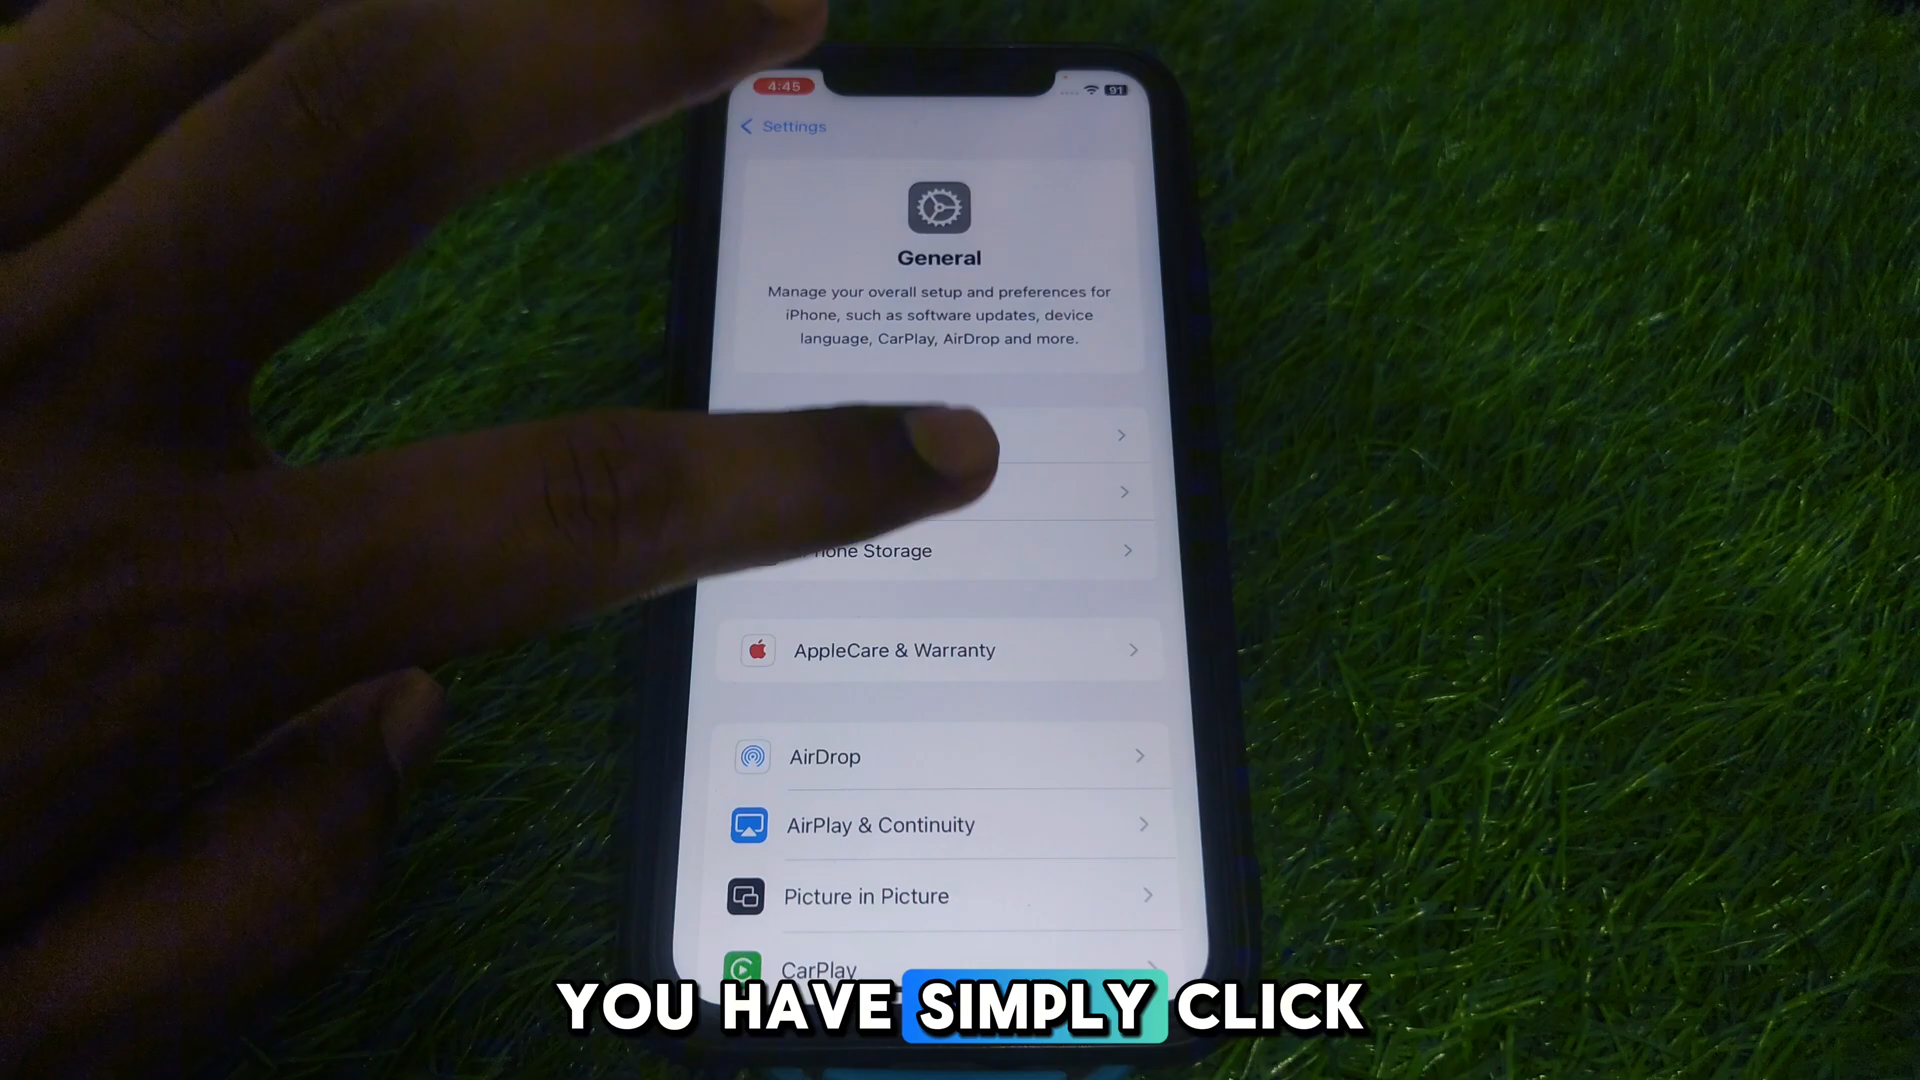 4:45
91
Settings
General
Manage your overall setup and preferences for
iPhone, such as software updates, device
language, CarPlay, AirDrop and more.
Storage
AppleCare & Warranty
AirDrop
AirPlay & Continuity
Picture in Picture
CarPlay
YOU HAVE SIMPLY CLICK